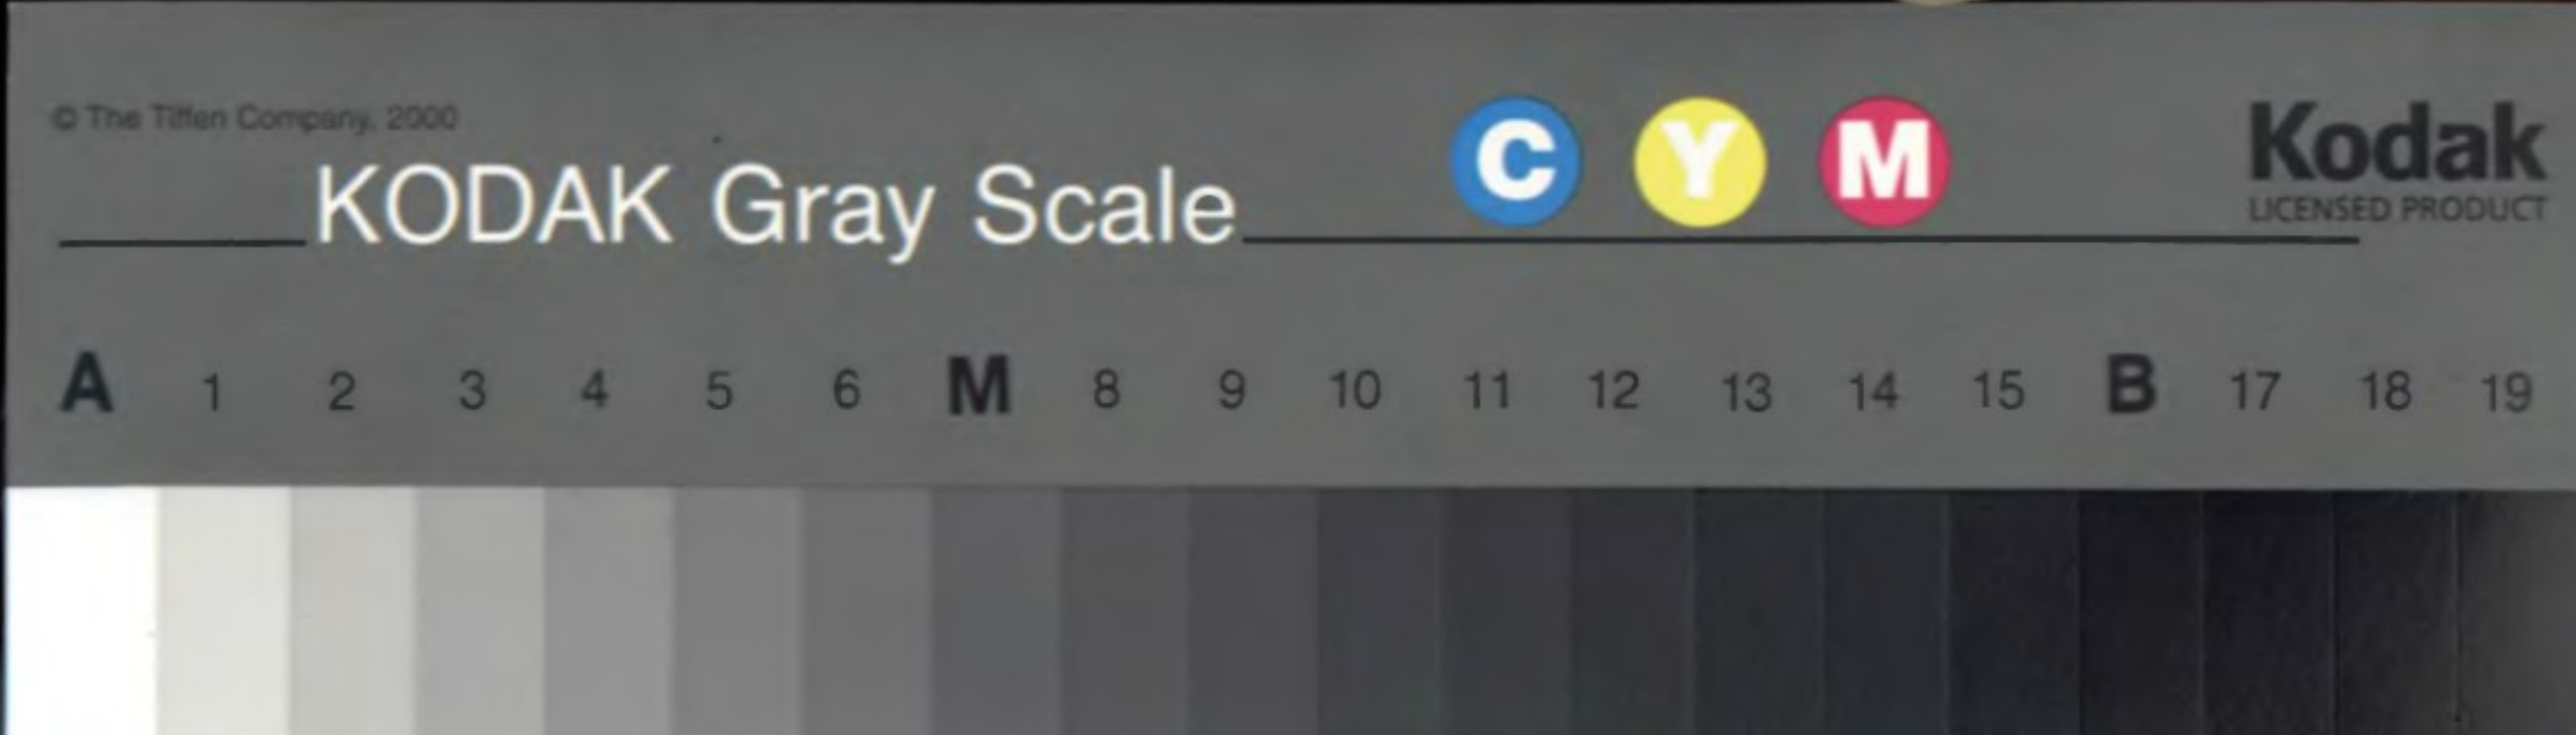 © The Tiffen Company, 2000
KODAK Gray Scale
C Y M
Kodak
LICENSED PRODUCT
A 1 2 3 4 5 6 M 8 9 10 11 12 13 14 15 B 17 18 19